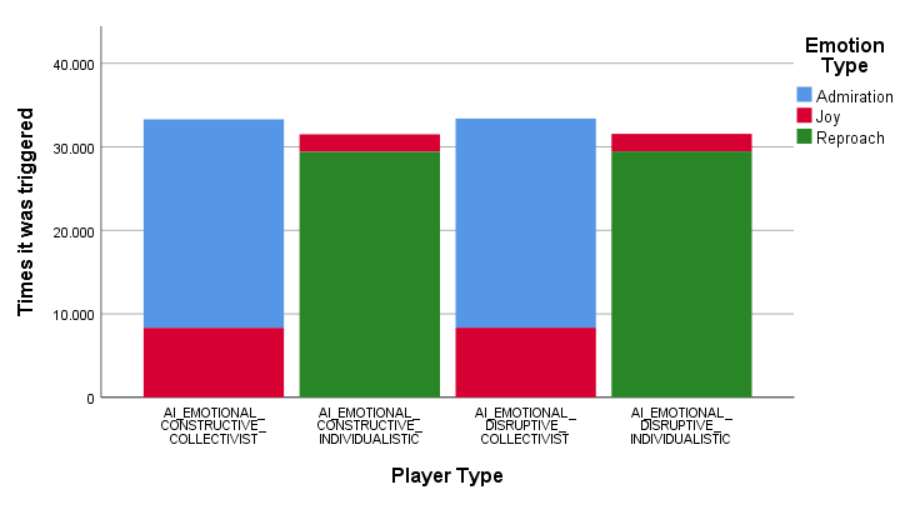 Emotion
Type
Admiration
Joy
Reproach
Times it was triggered
40.000
30.000
20.000
10.000
0
AI_EMOTIONAL_
CONSTRUCTIVE_
COLLECTIVIST
AI_EMOTIONAL_
CONSTRUCTIVE_
INDIVIDUALISTIC
AI_EMOTIONAL_
DISRUPTIVE_
COLLECTIVIST
AI_EMOTIONAL_
DISRUPTIVE_
INDIVIDUALISTIC
Player Type